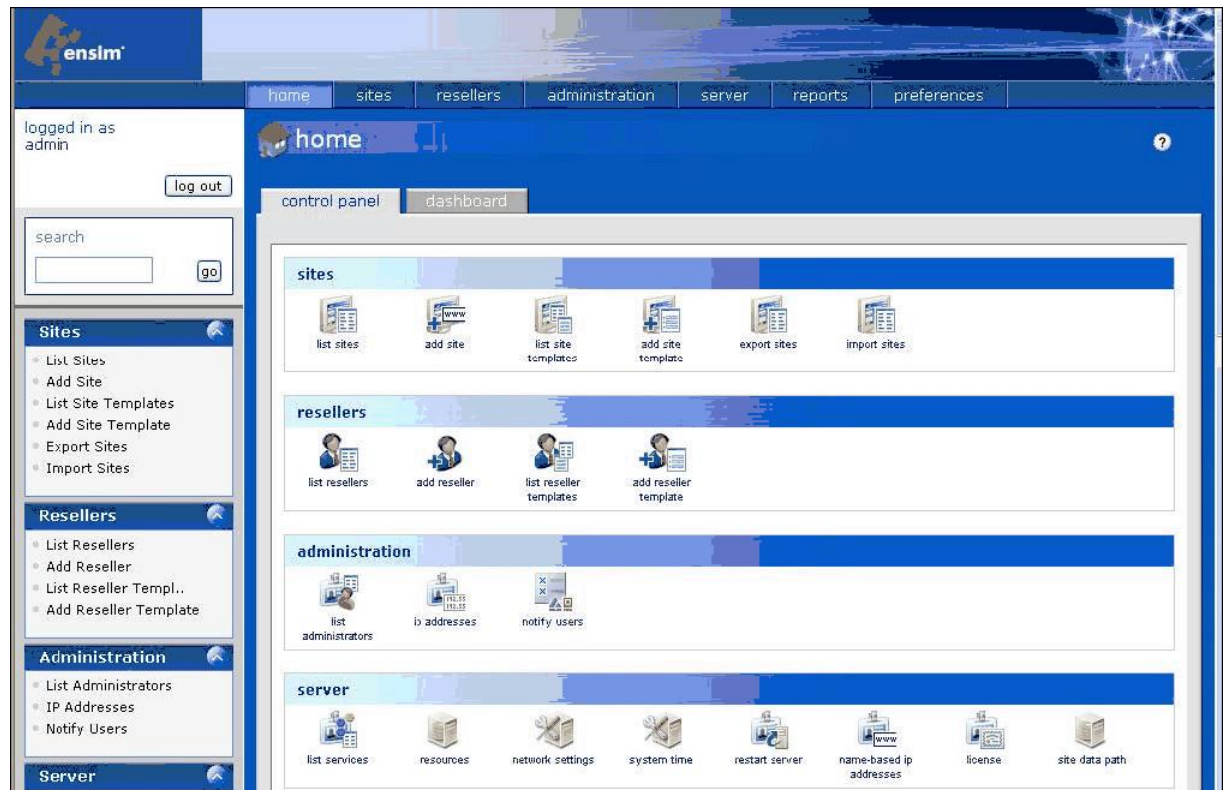 ensim
home sites resellers administration server reports preferences
logged in as
admin
log out
search
go
Sites
List Sites
Add Site
List Site Templates
Add Site Template
Export Sites
Import Sites
Resellers
List Resellers
Add Reseller
List Reseller Templ..
Add Reseller Template
Administration
List Administrators
IP Addresses
Notify Users
Server
home
?
control panel dashboard
sites
list sites
add site
list site
templates
add site
template
export sites
import sites
resellers
list resellers
add reseller
list reseller
templates
add reseller
template
administration
list
administrators
ip addresses
notify users
server
list services
resources
network settings
system time
restart server
name-based ip
addresses
license
site data path